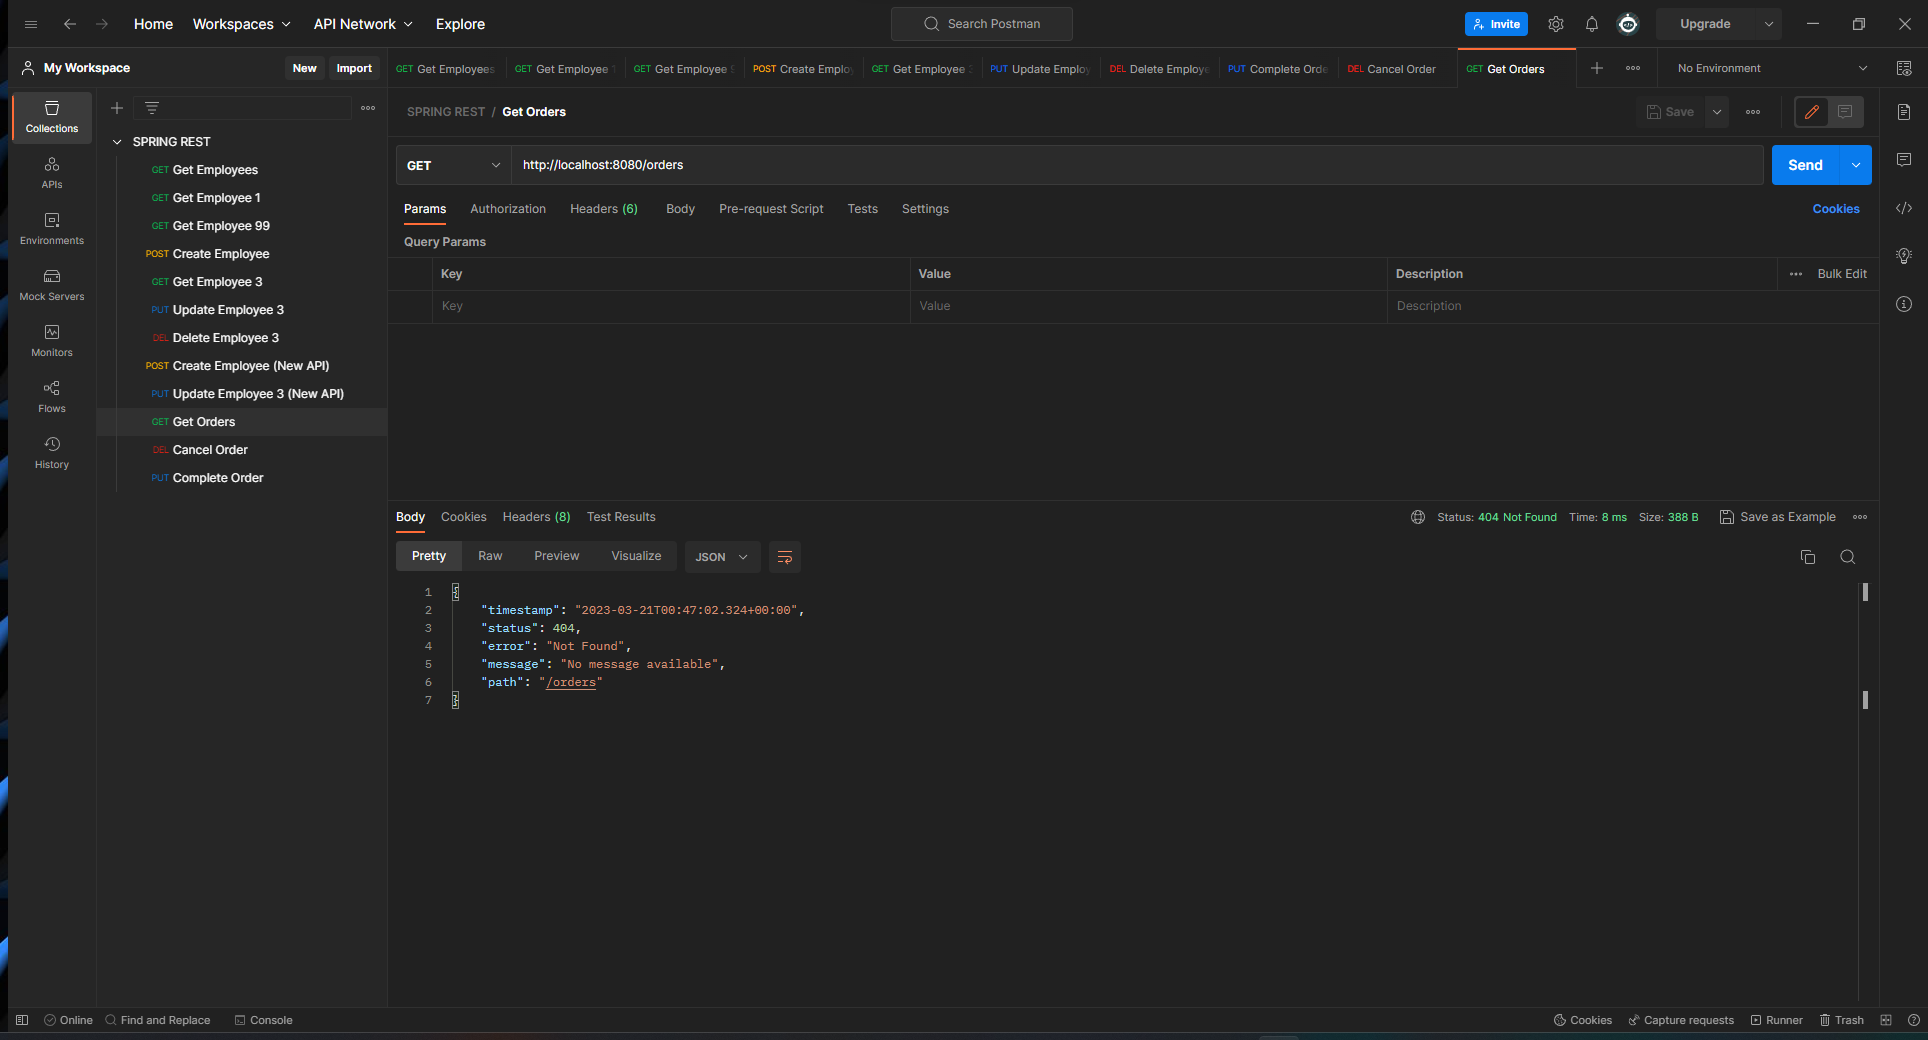 Home Workspaces API Network Explore Search Postman Invite Upgrade
My Workspace New Import
GET Get Employees GET Get Employee 1 GET Get Employee 9 POST Create Emplo GET Get Employee 3 PUT Update Employ DEL Delete Employe PUT Complete Orde DEL Cancel Order GET Get Orders No Environment
Collections
APIs
Environments
Mock Servers
Monitors
Flows
History
SPRING REST
GET Get Employees
GET Get Employee 1
GET Get Employee 99
POST Create Employee
GET Get Employee 3
PUT Update Employee 3
DEL Delete Employee 3
POST Create Employee (New API)
PUT Update Employee 3 (New API)
GET Get Orders
DEL Cancel Order
PUT Complete Order
SPRING REST / Get Orders Save
GET http://localhost:8080/orders Send
Params Authorization Headers (6) Body Pre-request Script Tests Settings Cookies
Query Params
Key Value Description Bulk Edit
Key Value Description
Body Cookies Headers (8) Test Results Status: 404 Not Found Time: 8 ms Size: 388 B Save as Example
Pretty Raw Preview Visualize JSON
1 {
2 "timestamp": "2023-03-21T00:47:02.324+00:00",
3 "status": 404,
4 "error": "Not Found",
5 "message": "No message available",
6 "path": "/orders"
7 }
Online Find and Replace Console Cookies Capture requests Runner Trash